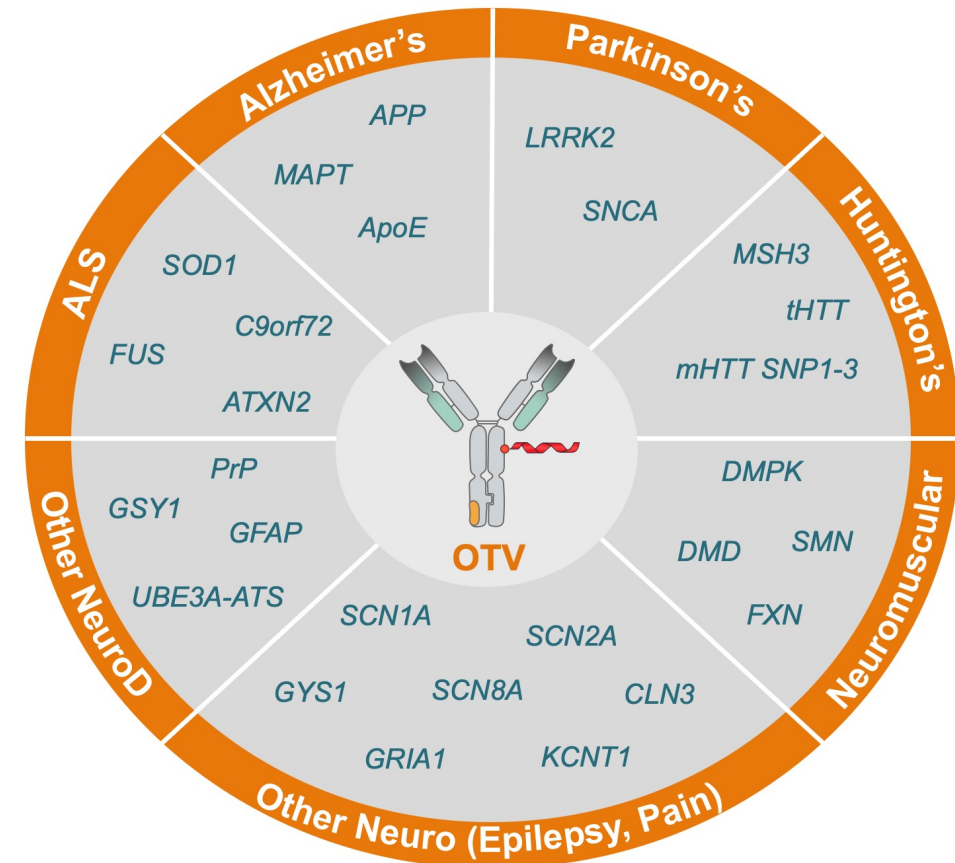 Alzheimer's
APP
MAPT
ApoE
Parkinson's
LRRK2
SNCA
Huntington's
MSH3
tHTT
mHTT SNP1-3
Neuromuscular
DMPK
DMD
SMN
FXN
Other Neuro (Epilepsy, Pain)
SCN1A
SCN2A
GYS1
SCN8A
CLN3
GRIA1
KCNT1
Other NeuroD
PrP
GSY1
GFAP
UBE3A-ATS
ALS
SOD1
C9orf72
FUS
ATXN2
OTV